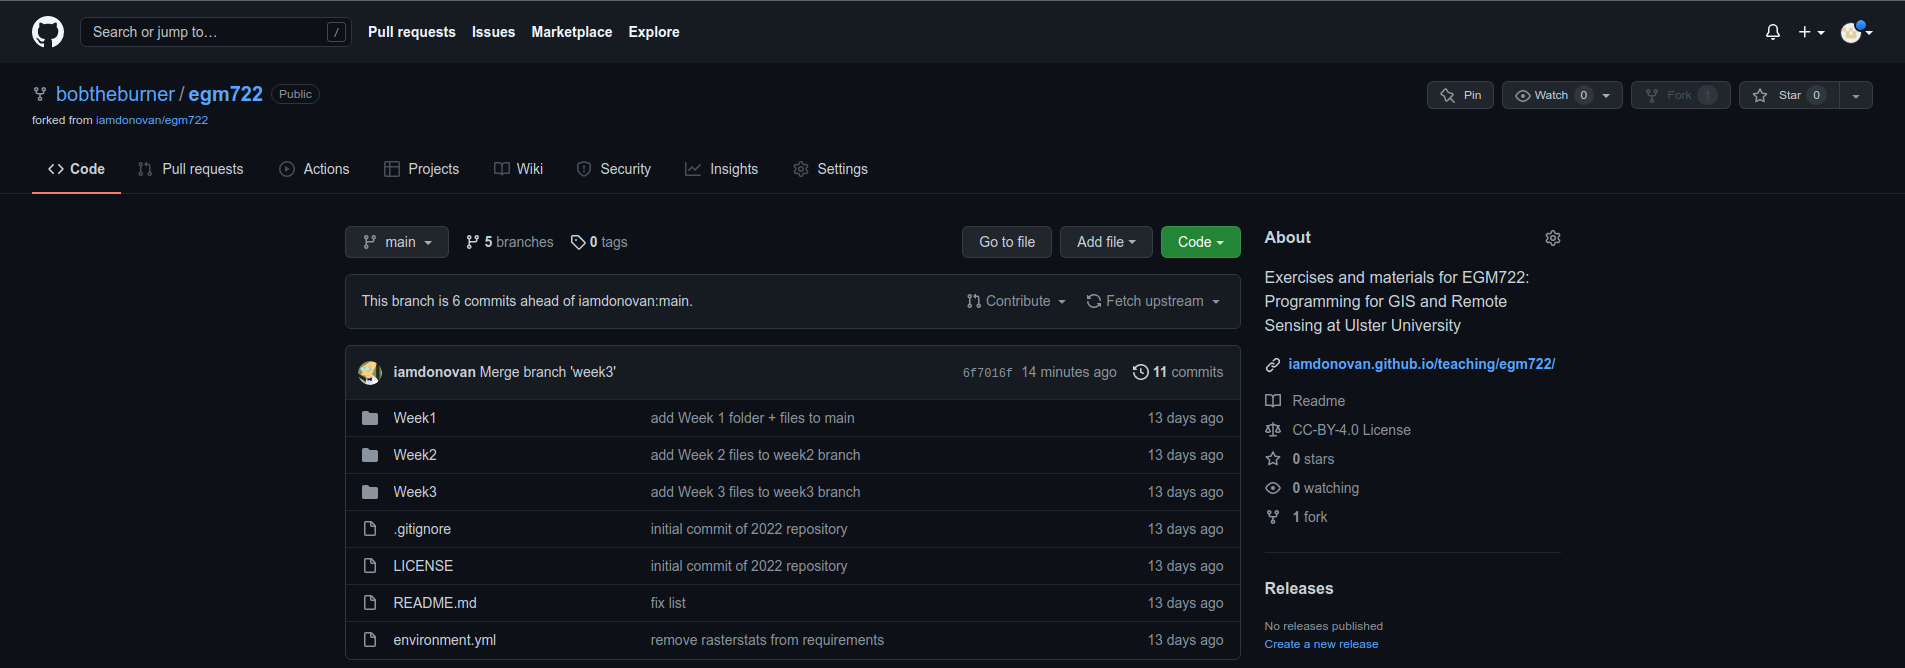 Search or jump to… /
Pull requests Issues Marketplace Explore
bobtheburner / egm722 Public
forked from iamdonovan/egm722
Pin Watch 0 Fork 1 Star 0
Code Pull requests Actions Projects Wiki Security Insights Settings
main 5 branches 0 tags
Go to file Add file Code
This branch is 6 commits ahead of iamdonovan:main.
Contribute Fetch upstream
iamdonovan Merge branch 'week3' 6f7016f 14 minutes ago 11 commits
Week1 add Week 1 folder + files to main 13 days ago
Week2 add Week 2 files to week2 branch 13 days ago
Week3 add Week 3 files to week3 branch 13 days ago
.gitignore initial commit of 2022 repository 13 days ago
LICENSE initial commit of 2022 repository 13 days ago
README.md fix list 13 days ago
environment.yml remove rasterstats from requirements 13 days ago
About
Exercises and materials for EGM722:
Programming for GIS and Remote
Sensing at Ulster University
iamdonovan.github.io/teaching/egm722/
Readme
CC-BY-4.0 License
0 stars
0 watching
1 fork
Releases
No releases published
Create a new release